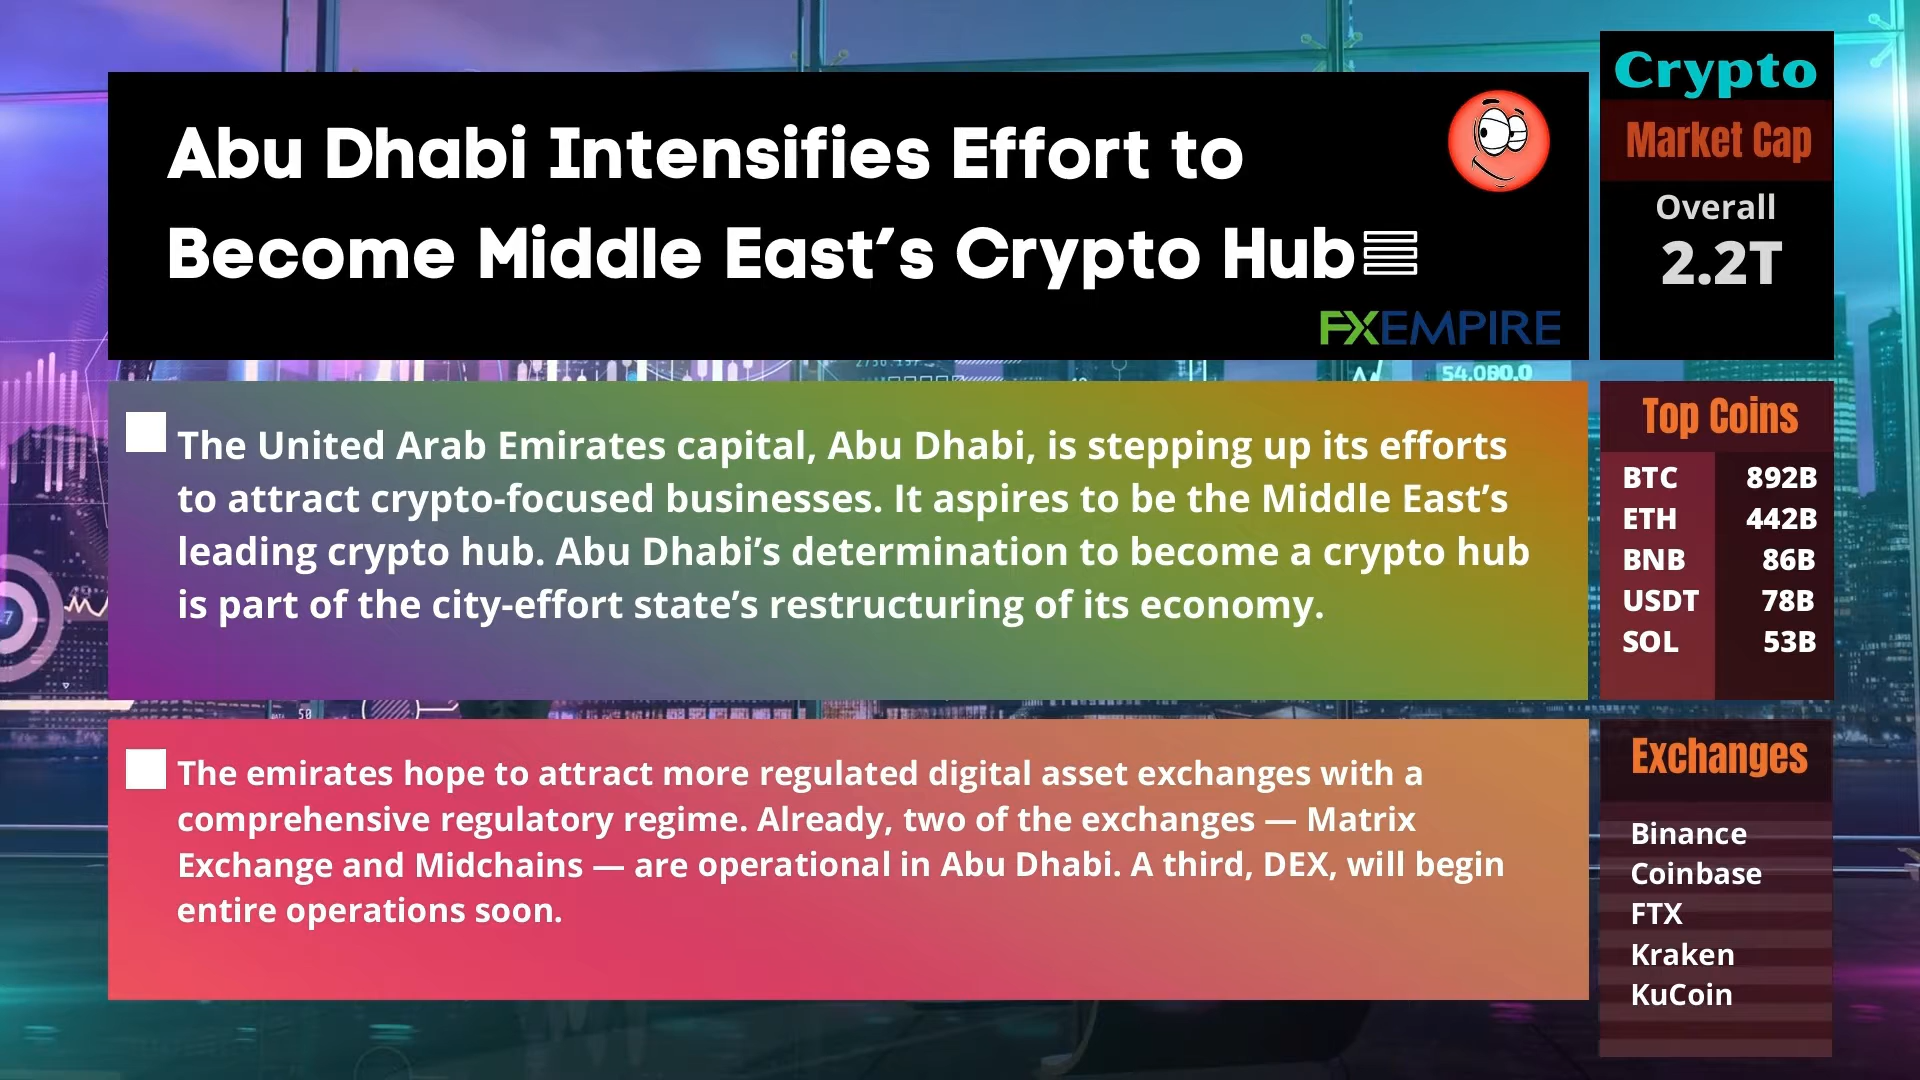 Abu Dhabi Intensifies Effort to
Become Middle East’s Crypto Hub
FXEMPIRE
The United Arab Emirates capital, Abu Dhabi, is stepping up its efforts
to attract crypto-focused businesses. It aspires to be the Middle East’s
leading crypto hub. Abu Dhabi’s determination to become a crypto hub
is part of the city-effort state’s restructuring of its economy.
The emirates hope to attract more regulated digital asset exchanges with a
comprehensive regulatory regime. Already, two of the exchanges — Matrix
Exchange and Midchains — are operational in Abu Dhabi. A third, DEX, will begin
entire operations soon.
Crypto
Market Cap
Overall
2.2T
Top Coins
BTC 892B
ETH 442B
BNB 86B
USDT 78B
SOL 53B
Exchanges
Binance
Coinbase
FTX
Kraken
KuCoin
50